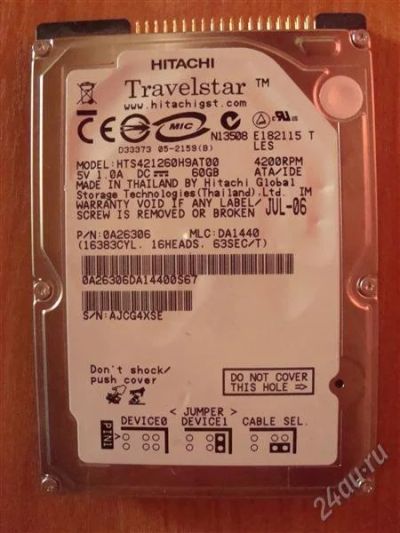 HITACHI
Travelstar ™
www.hitachigst.com
CE MIC N13508 E182115 T
D33373 05-2159(B) LES
MODEL:HTS421260H9AT00 4200RPM
5V 1.0A DC 60GB ATA/IDE
MADE IN THAILAND BY Hitachi Global
Storage Technologies(Thailand)Ltd. IM
WARRANTY VOID IF ANY LABEL/
SCREW IS REMOVED OR BROKEN JUL-06
P/N:0A26306 MLC:DA1440
(16383CYL. 16HEADS. 63SEC/T)
0A26306DA14400S67
S/N:AJCG4XSE
Don't shock/
push cover
DO NOT COVER
THIS HOLE
< JUMPER >
PIN1 DEVICE0 DEVICE1 CABLE SEL.
24au.ru